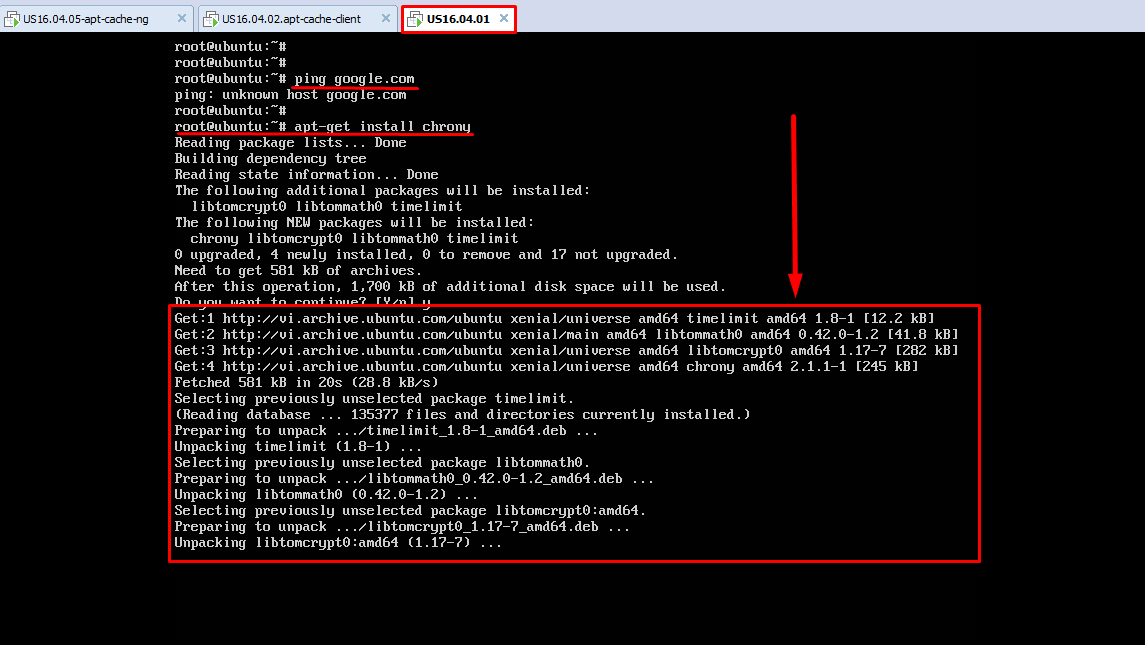 US16.04.05-apt-cache-ng
US16.04.02.apt-cache-client
US16.04.01
root@ubuntu:~#
root@ubuntu:~#
root@ubuntu:~# ping google.com
ping: unknown host google.com
root@ubuntu:~#
root@ubuntu:~# apt-get install chrony
Reading package lists... Done
Building dependency tree
Reading state information... Done
The following additional packages will be installed:
  libtomcrypt0 libtommath0 timelimit
The following NEW packages will be installed:
  chrony libtomcrypt0 libtommath0 timelimit
0 upgraded, 4 newly installed, 0 to remove and 17 not upgraded.
Need to get 581 kB of archives.
After this operation, 1,700 kB of additional disk space will be used.
Do you want to continue? [Y/n] y
Get:1 http://vi.archive.ubuntu.com/ubuntu xenial/universe amd64 timelimit amd64 1.8-1 [12.2 kB]
Get:2 http://vi.archive.ubuntu.com/ubuntu xenial/main amd64 libtommath0 amd64 0.42.0-1.2 [41.8 kB]
Get:3 http://vi.archive.ubuntu.com/ubuntu xenial/universe amd64 libtomcrypt0 amd64 1.17-7 [282 kB]
Get:4 http://vi.archive.ubuntu.com/ubuntu xenial/universe amd64 chrony amd64 2.1.1-1 [245 kB]
Fetched 581 kB in 20s (28.8 kB/s)
Selecting previously unselected package timelimit.
(Reading database ... 135377 files and directories currently installed.)
Preparing to unpack .../timelimit_1.8-1_amd64.deb ...
Unpacking timelimit (1.8-1) ...
Selecting previously unselected package libtommath0.
Preparing to unpack .../libtommath0_0.42.0-1.2_amd64.deb ...
Unpacking libtommath0 (0.42.0-1.2) ...
Selecting previously unselected package libtomcrypt0:amd64.
Preparing to unpack .../libtomcrypt0_1.17-7_amd64.deb ...
Unpacking libtomcrypt0:amd64 (1.17-7) ...